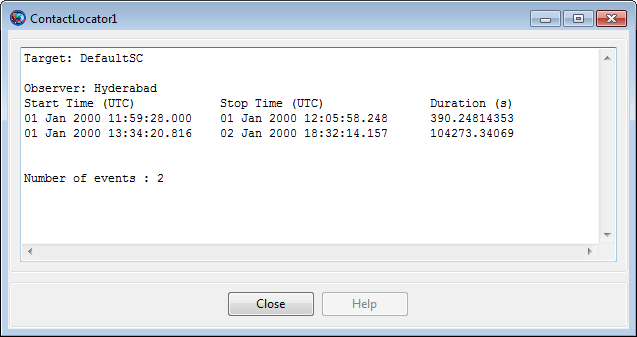 ContactLocator1
Target: DefaultSC
Observer: Hyderabad
Start Time (UTC) Stop Time (UTC) Duration (s)
01 Jan 2000 11:59:28.000 01 Jan 2000 12:05:58.248 390.24814353
01 Jan 2000 13:34:20.816 02 Jan 2000 18:32:14.157 104273.34069
Number of events : 2
Close Help